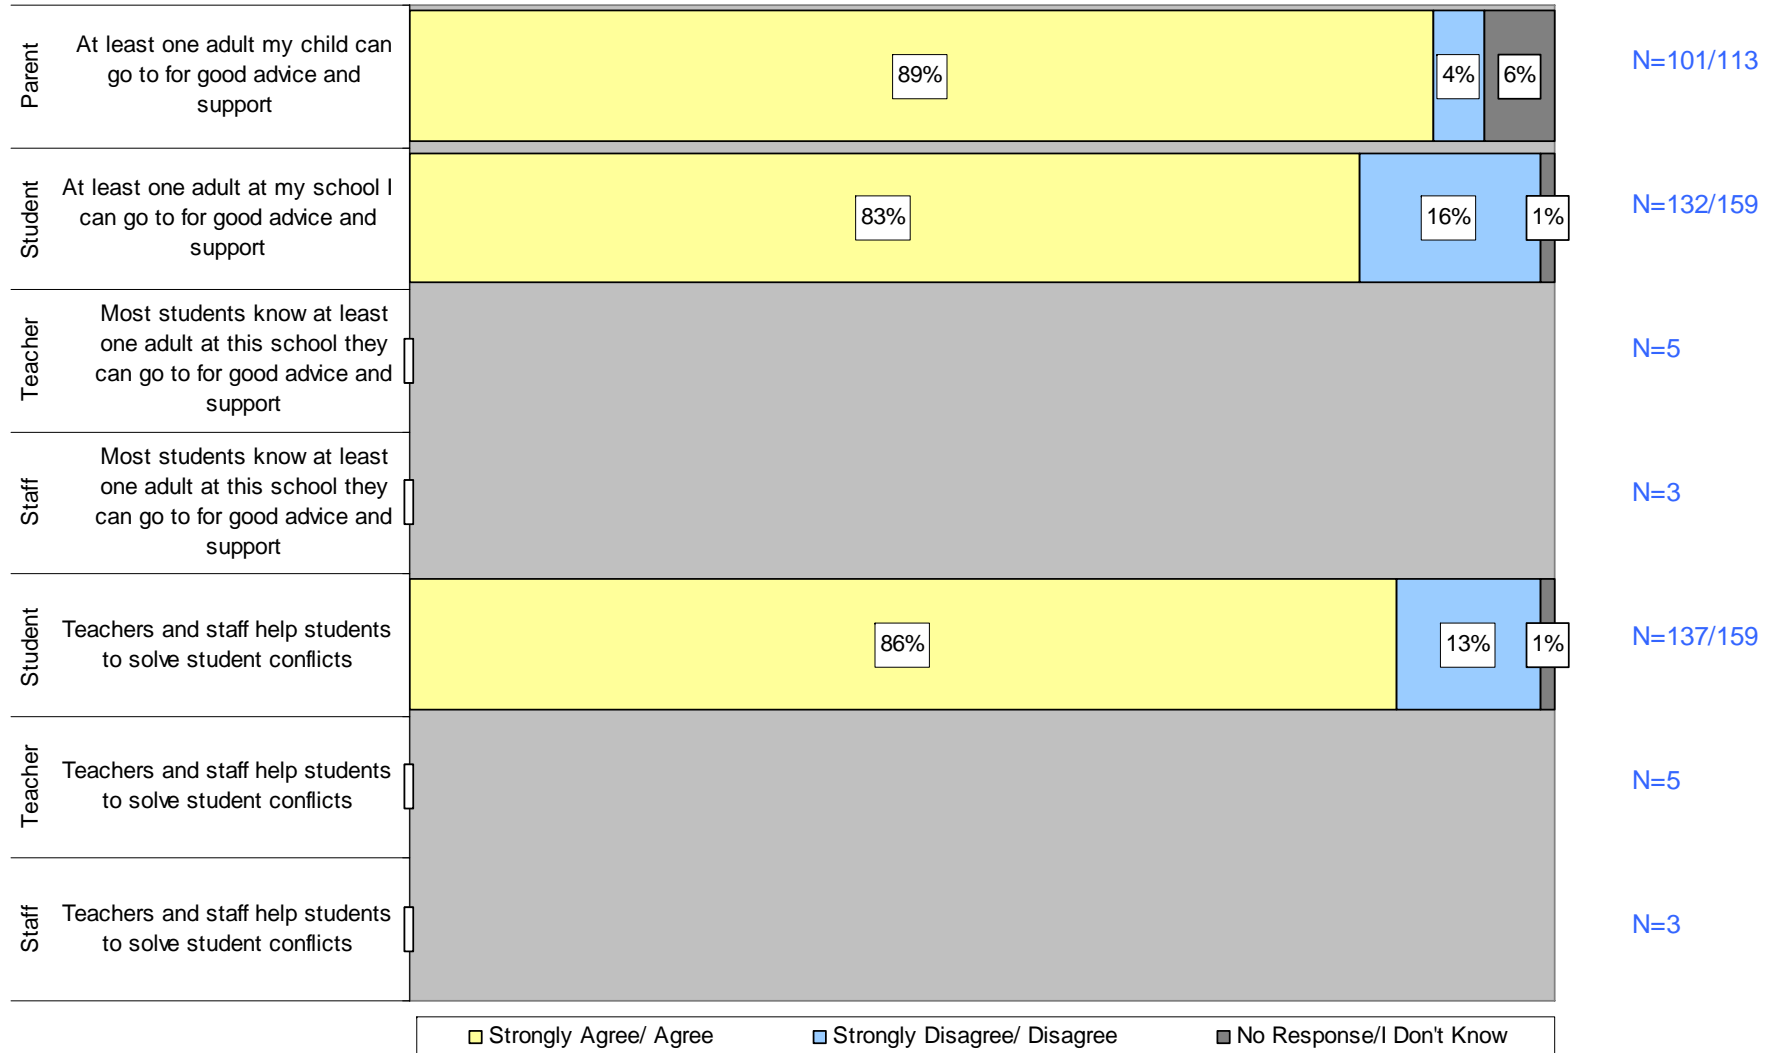 Parent
At least one adult my child can
go to for good advice and
support
89%
4%
6%
N=101/113
Student
At least one adult at my school I
can go to for good advice and
support
83%
16%
1%
N=132/159
Teacher
Most students know at least
one adult at this school they
can go to for good advice and
support
N=5
Staff
Most students know at least
one adult at this school they
can go to for good advice and
support
N=3
Student
Teachers and staff help students
to solve student conflicts
86%
13%
1%
N=137/159
Teacher
Teachers and staff help students
to solve student conflicts
N=5
Staff
Teachers and staff help students
to solve student conflicts
N=3
Strongly Agree/ Agree
Strongly Disagree/ Disagree
No Response/I Don't Know